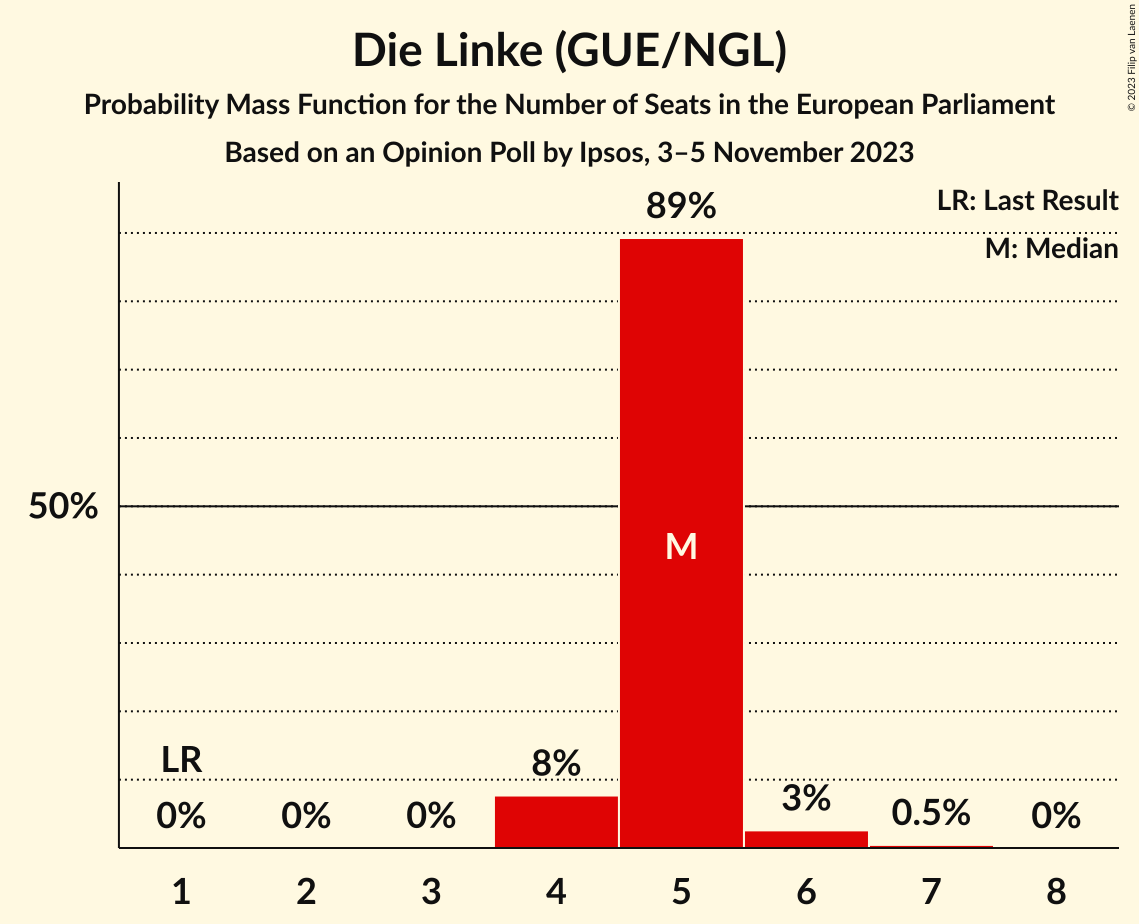 © 2023 Filip van Laenen
Die Linke (GUE/NGL)
Probability Mass Function for the Number of Seats in the European Parliament
Based on an Opinion Poll by Ipsos, 3–5 November 2023
LR: Last Result
M: Median
89%
50%
M
LR
8%
3%
0.5%
0% 0% 0% 0%
1 2 3 4 5 6 7 8